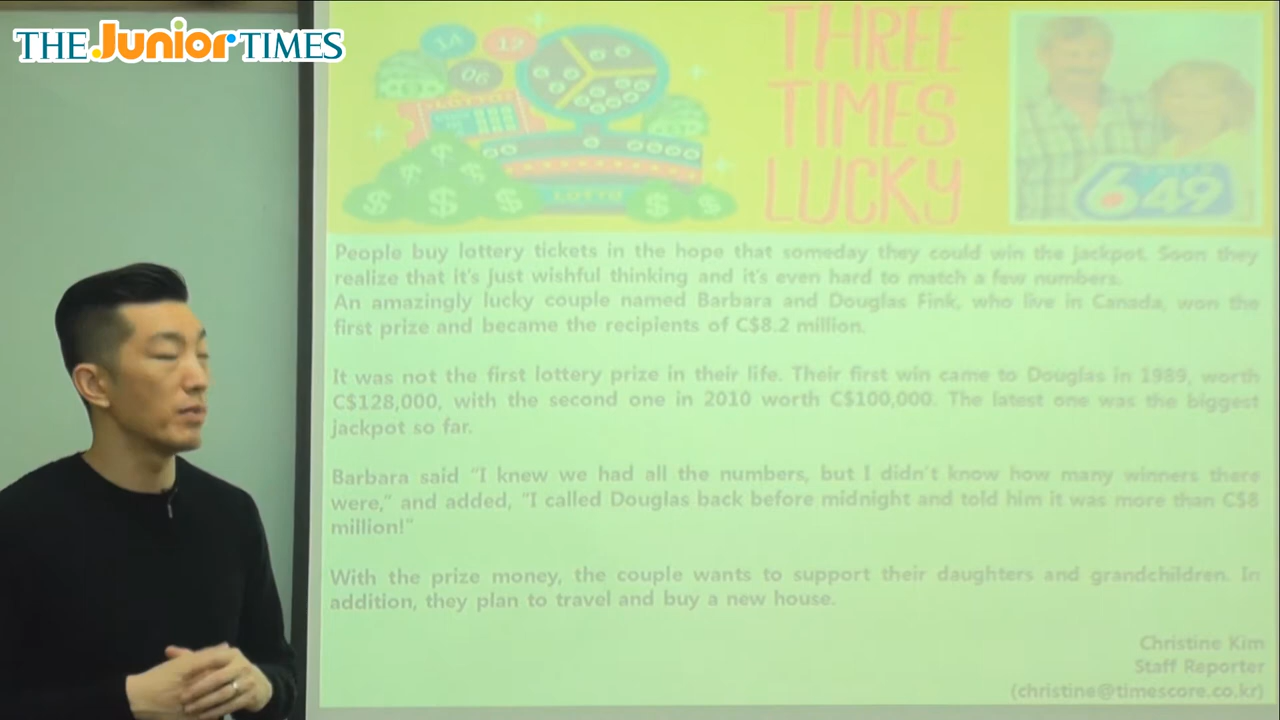 THE Junior TIMES
14 12
06
LOTTO
THREE
TIMES
LUCKY
6 49
People buy lottery tickets in the hope that someday they could win the jackpot. Soon they
realize that it's just wishful thinking and it's even hard to match a few numbers.
An amazingly lucky couple named Barbara and Douglas Fink, who live in Canada, won the
first prize and became the recipients of C$8.2 million.
It was not the first lottery prize in their life. Their first win came to Douglas in 1989, worth
C$128,000, with the second one in 2010 worth C$100,000. The latest one was the biggest
jackpot so far.
Barbara said “I knew we had all the numbers, but I didn't know how many winners there
were,” and added, “I called Douglas back before midnight and told him it was more than C$8
million!”
With the prize money, the couple wants to support their daughters and grandchildren. In
addition, they plan to travel and buy a new house.
Christine Kim
Staff Reporter
(christine@timescore.co.kr)